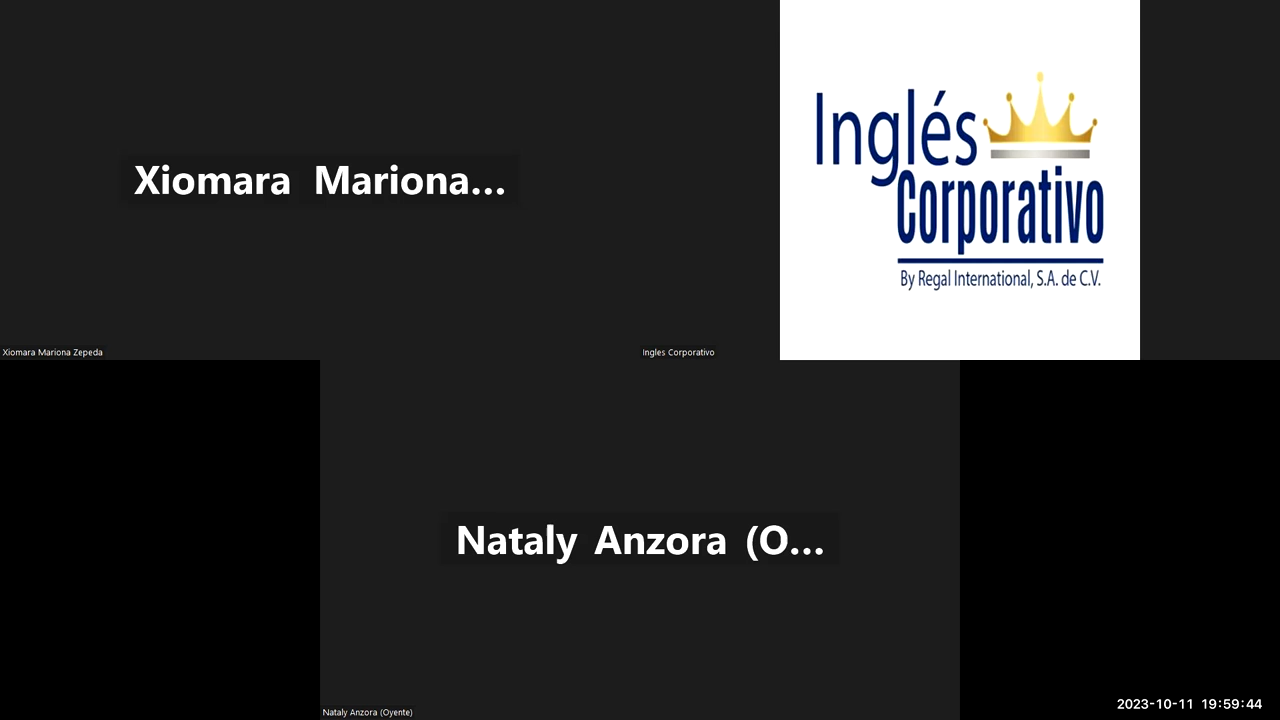 Xiomara Mariona...
Inglés
Corporativo
By Regal International, S.A. de C.V.
Xiomara Mariona Zepeda
Ingles Corporativo
Nataly Anzora (O...
Nataly Anzora (Oyente)
2023-10-11 19:59:44